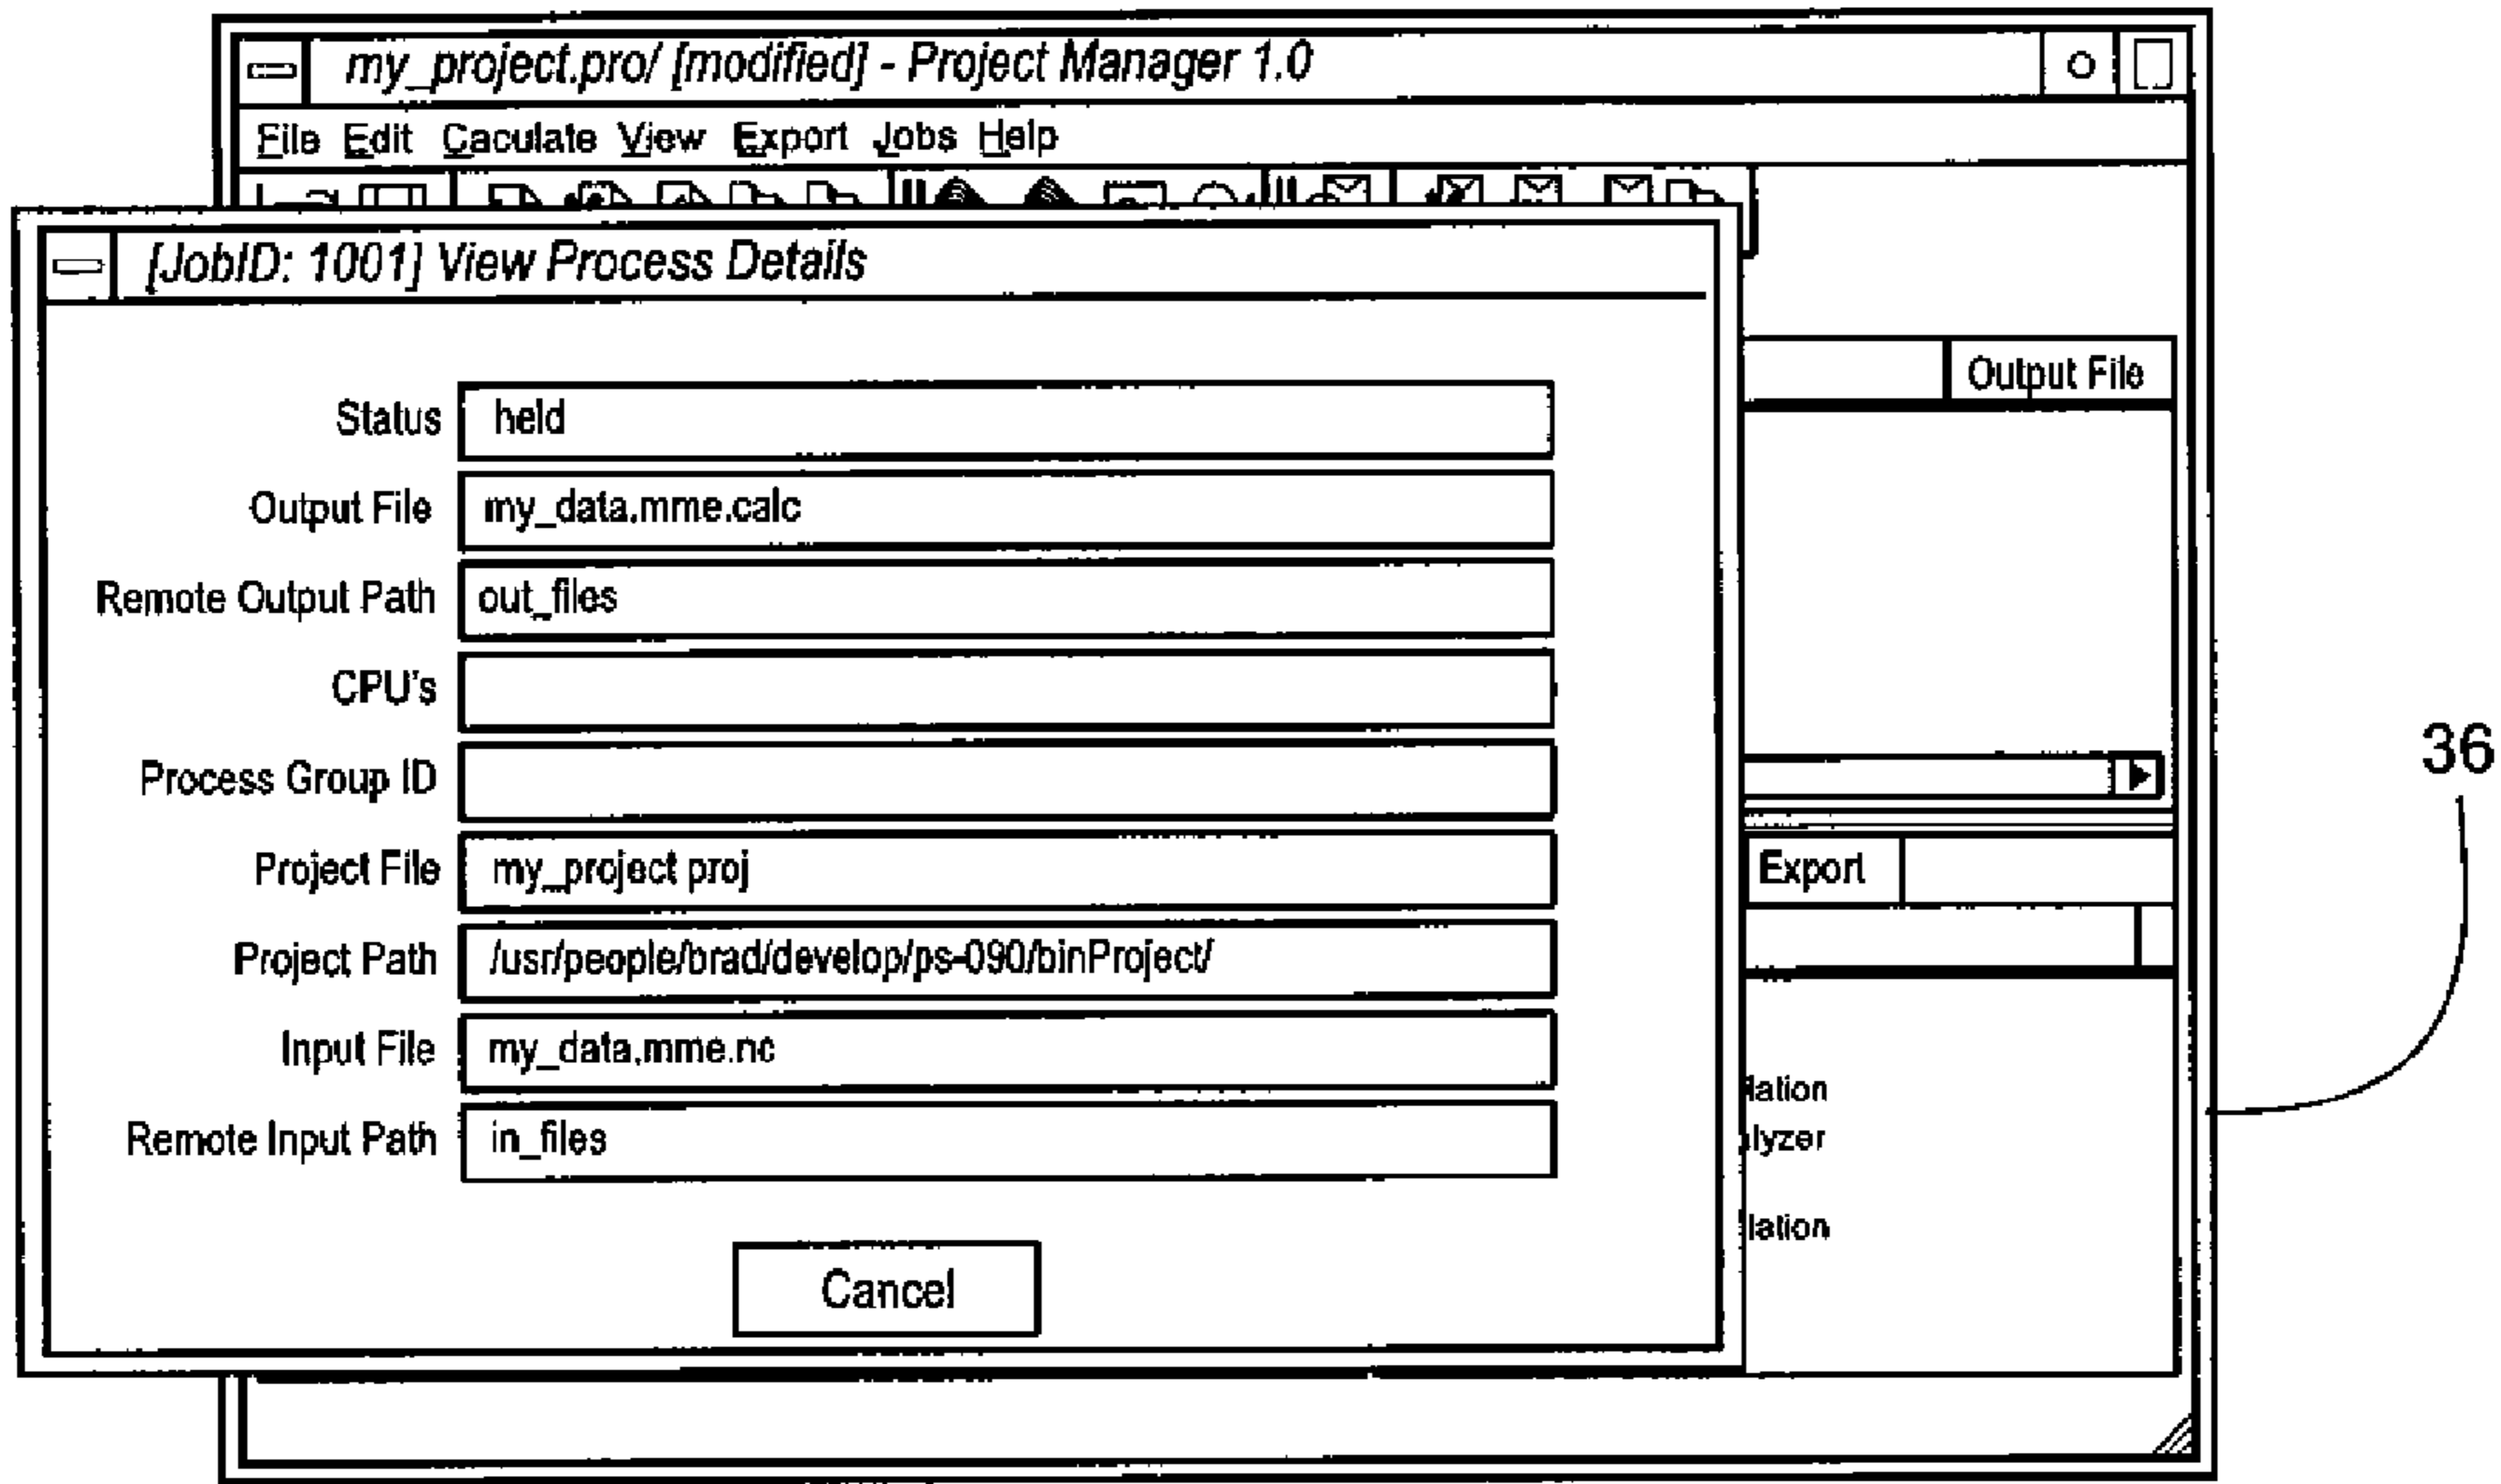 my_project.pro/ [modified] - Project Manager 1.0
File Edit Caculate View Export Jobs Help
[JobID: 1001] View Process Details
Output File
Status held
Output File my_data.mme.calc
Remote Output Path out_files
CPU's
Process Group ID
36
Project File my_project proj
Export
Project Path /usr/people/brad/develop/ps-090/binProject/
Input File my_data.mme.nc
lation
Remote Input Path in_files
lyzer
lation
Cancel